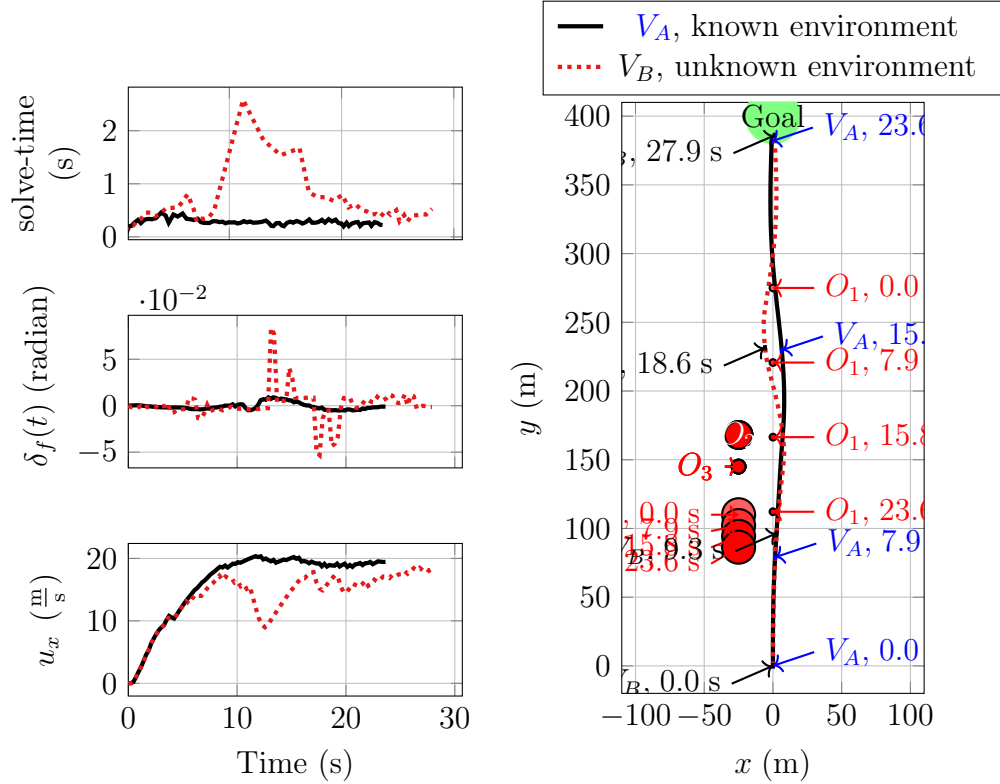 V_A, known environment
V_B, unknown environment
solve-time
(s)
2
1
0
·10^{-2}
δ_f(t) (radian)
5
0
−5
u_x (m/s)
20
10
0
0
10
20
30
Time (s)
y (m)
400
350
300
250
200
150
100
50
0
−100
−50
0
50
100
x (m)
Goal
V_A, 23.6
, 27.9 s
O_1, 0.0
V_A, 15.
, 18.6 s
O_1, 7.9
O_1, 15.8
O_3
, 0.0 s
O_1, 23.6
V_A, 7.9
V_A, 0.0
V_B, 0.0 s